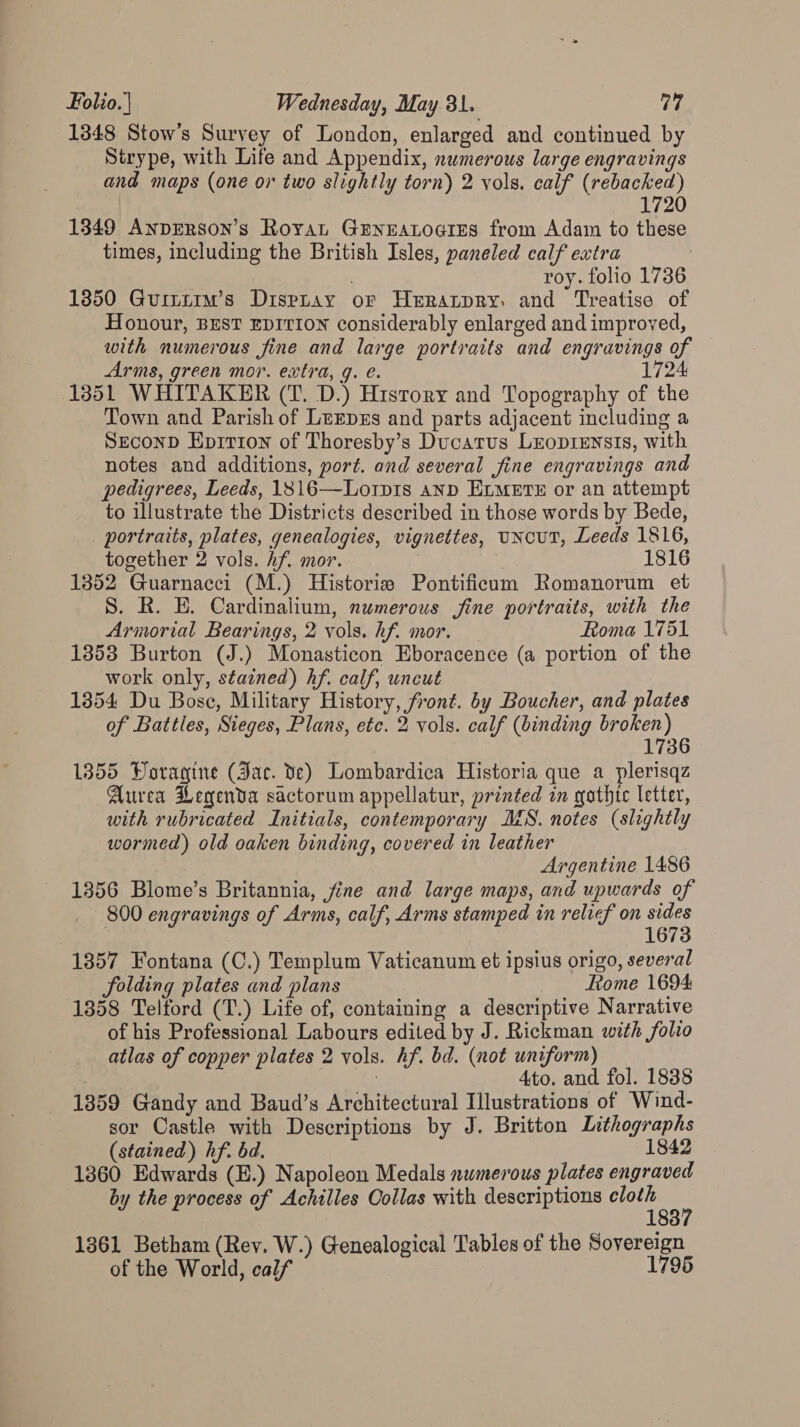 Folio.] Wednesday, May 31. 77
1348 Stow's Survey of London, enlarged and continued by
Strype, with Life and Appendix, numerous large engravings
and maps (one or two slightly torn) 2 vols. calf (rebacked)
1720
1349 Anderson's Royal Genealogies from Adam to these
times, including the British Isles, paneled calf extra
roy. folio 1736
1350 Guillim's Display of Heraldry, and Treatise of
Honour, best edition considerably enlarged and improved,
with numerous fine and large portraits and engravings of
Arms, green mor. extra, g. e. 1724
1351 WHITAKER (T. D.) History and Topography of the
Town and Parish of Leedes and parts adjacent including a
Second Edition of Thoresby's Ducatus Leodiensis, with
notes and additions, port. and several fine engravings and
pedigrees, Leeds, 1816—Loidis and Elmete or an attempt
to illustrate the Districts described in those words by Bede,
portraits, plates, genealogies, vignettes, uncut, Leeds 1816,
together 2 vols. hf. mor. 1816
1352 Guarnacci (M.) Historiæ Pontificum Romanorum et
S. R. E. Cardinalium, numerous fine portraits, with the
Armorial Bearings, 2 vols. hf. mor. Roma 1751
1353 Burton (J.) Monasticon Eboracence (a portion of the
work only, stained) hf. calf, uncut
1354 Du Bosc, Military History, front. by Boucher, and plates
of Battles, Sieges, Plans, etc. 2 vols. calf (binding broken)
1736
1355 Voragine (Jac. de) Lombardica Historia que a plerisqz
Aurea Legenda sactorum appellatur, printed in gothic letter,
with rubricated Initials, contemporary MS. notes (slightly
wormed) old oaken binding, covered in leather
Argentine 1486
1356 Blome's Britannia, fine and large maps, and upwards of
800 engravings of Arms, calf, Arms stamped in relief on sides
1673
1357 Fontana (C.) Templum Vaticanum et ipsius origo, several
folding plates and plans Rome 1694
1358 Telford (T.) Life of, containing a descriptive Narrative
of his Professional Labours edited by J. Rickman with folio
atlas of copper plates 2 vols. hf. bd. (not uniform)
4to. and fol. 1838
1359 Gandy and Baud's Architectural Illustrations of Wind-
sor Castle with Descriptions by J. Britton Lithographs
(stained) hf. bd. 1842
1360 Edwards (E.) Napoleon Medals numerous plates engraved
by the process of Achilles Collas with descriptions cloth
1837
1361 Betham (Rev. W.) Genealogical Tables of the Sovereign
of the World, calf 1795